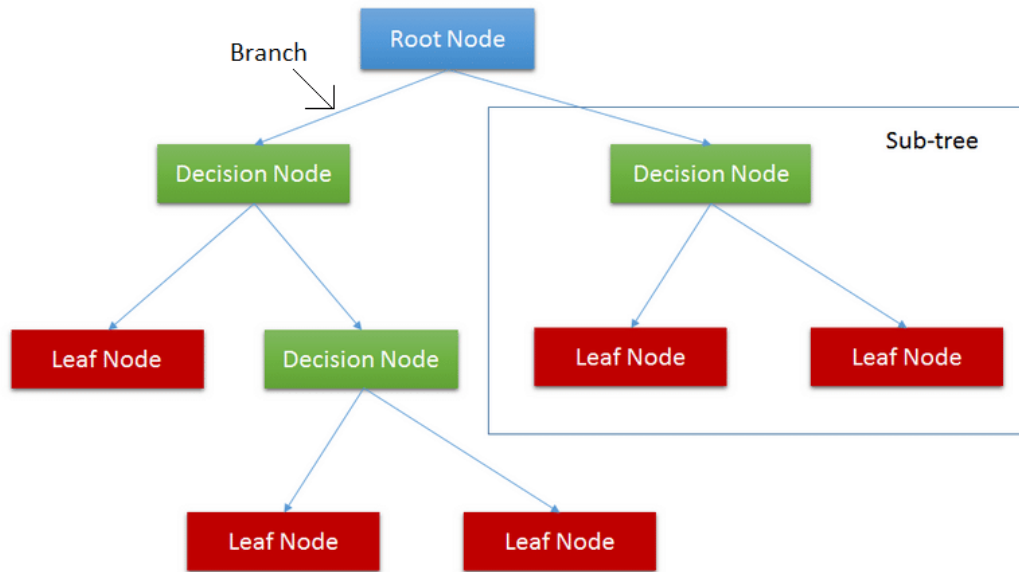 Root Node
Branch
Sub-tree
Decision Node
Decision Node
Leaf Node
Decision Node
Leaf Node
Leaf Node
Leaf Node
Leaf Node